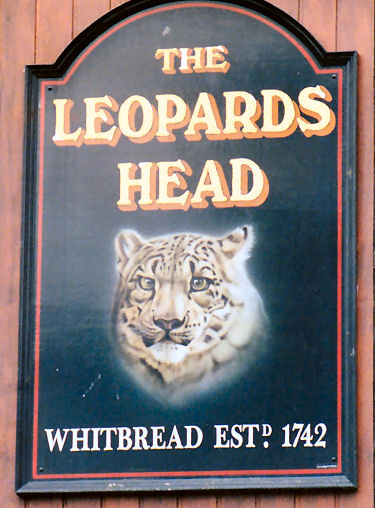 THE
LEOPARDS
HEAD
WHITBREAD ESTD. 1742